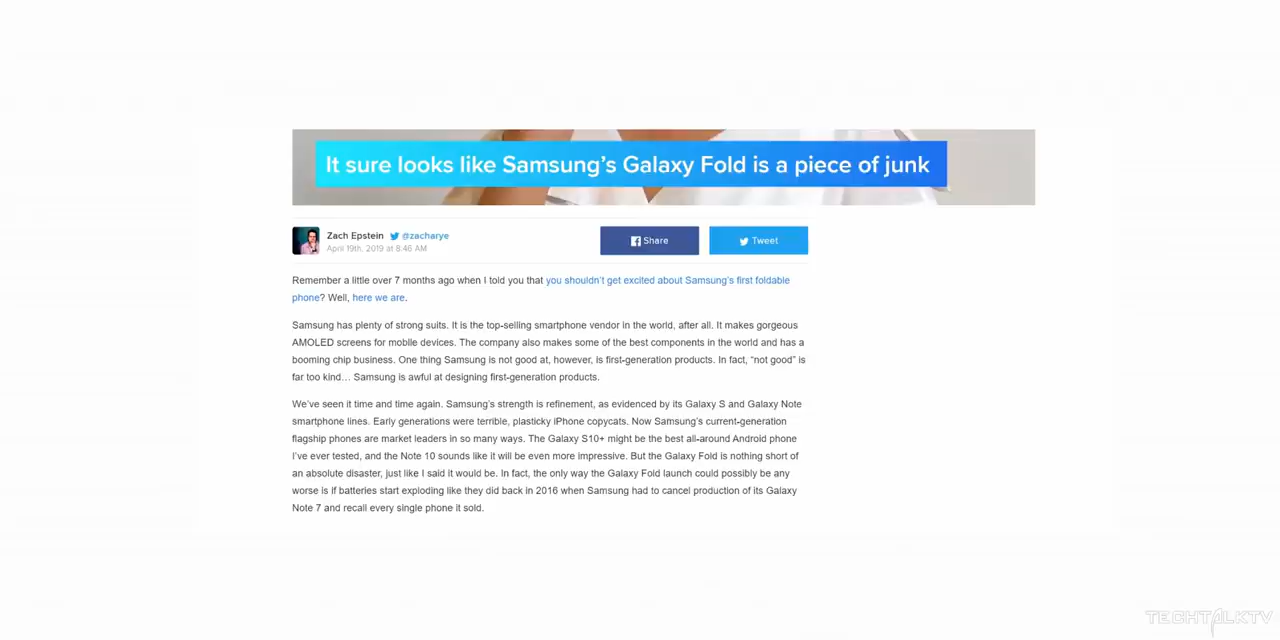 It sure looks like Samsung’s Galaxy Fold is a piece of junk
Zach Epstein @zacharye
April 19th, 2019 at 8:46 AM
Share
Tweet
Remember a little over 7 months ago when I told you that you shouldn’t get excited about Samsung’s first foldable
phone? Well, here we are.
Samsung has plenty of strong suits. It is the top-selling smartphone vendor in the world, after all. It makes gorgeous
AMOLED screens for mobile devices. The company also makes some of the best components in the world and has a
booming chip business. One thing Samsung is not good at, however, is first-generation products. In fact, “not good” is
far too kind… Samsung is awful at designing first-generation products.
We’ve seen it time and time again. Samsung’s strength is refinement, as evidenced by its Galaxy S and Galaxy Note
smartphone lines. Early generations were terrible, plasticky iPhone copycats. Now Samsung’s current-generation
flagship phones are market leaders in so many ways. The Galaxy S10+ might be the best all-around Android phone
I’ve ever tested, and the Note 10 sounds like it will be even more impressive. But the Galaxy Fold is nothing short of
an absolute disaster, just like I said it would be. In fact, the only way the Galaxy Fold launch could possibly be any
worse is if batteries start exploding like they did back in 2016 when Samsung had to cancel production of its Galaxy
Note 7 and recall every single phone it sold.
TECHTALKTV